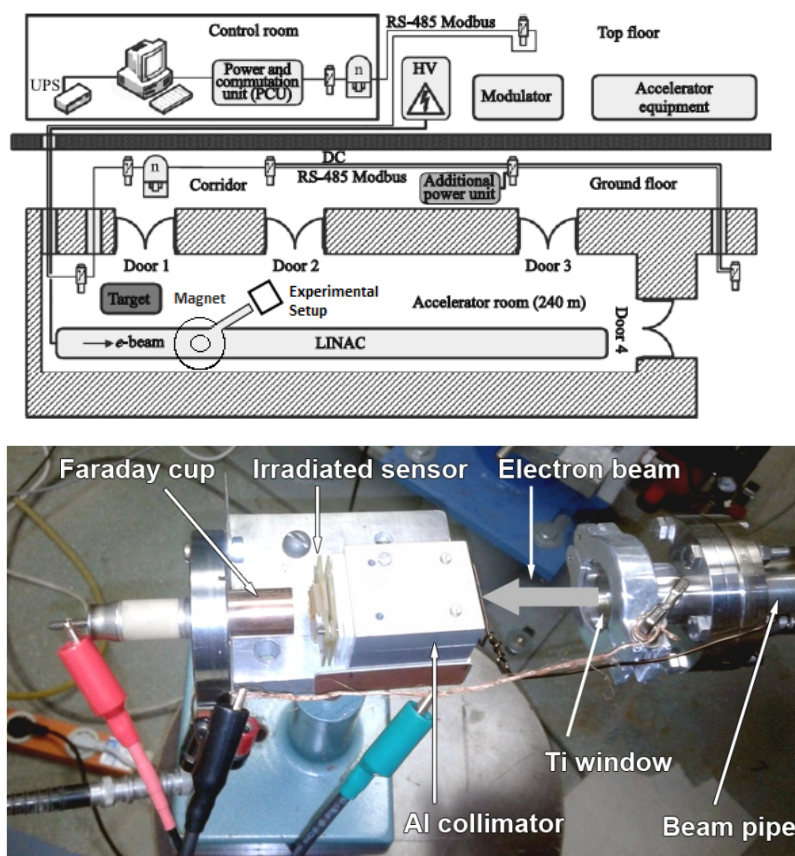 Control room
UPS
Power and
commutation
unit (PCU)
n
RS-485 Modbus
HV
Top floor
Modulator
Accelerator
equipment
n
Corridor
DC
RS-485 Modbus
Additional
power unit
Ground floor
Door 1
Door 2
Door 3
Target
Magnet
Experimental
Setup
Accelerator room (240 m)
Door 4
e-beam
LINAC
Faraday cup
Irradiated sensor
Electron beam
Ti window
Al collimator
Beam pipe